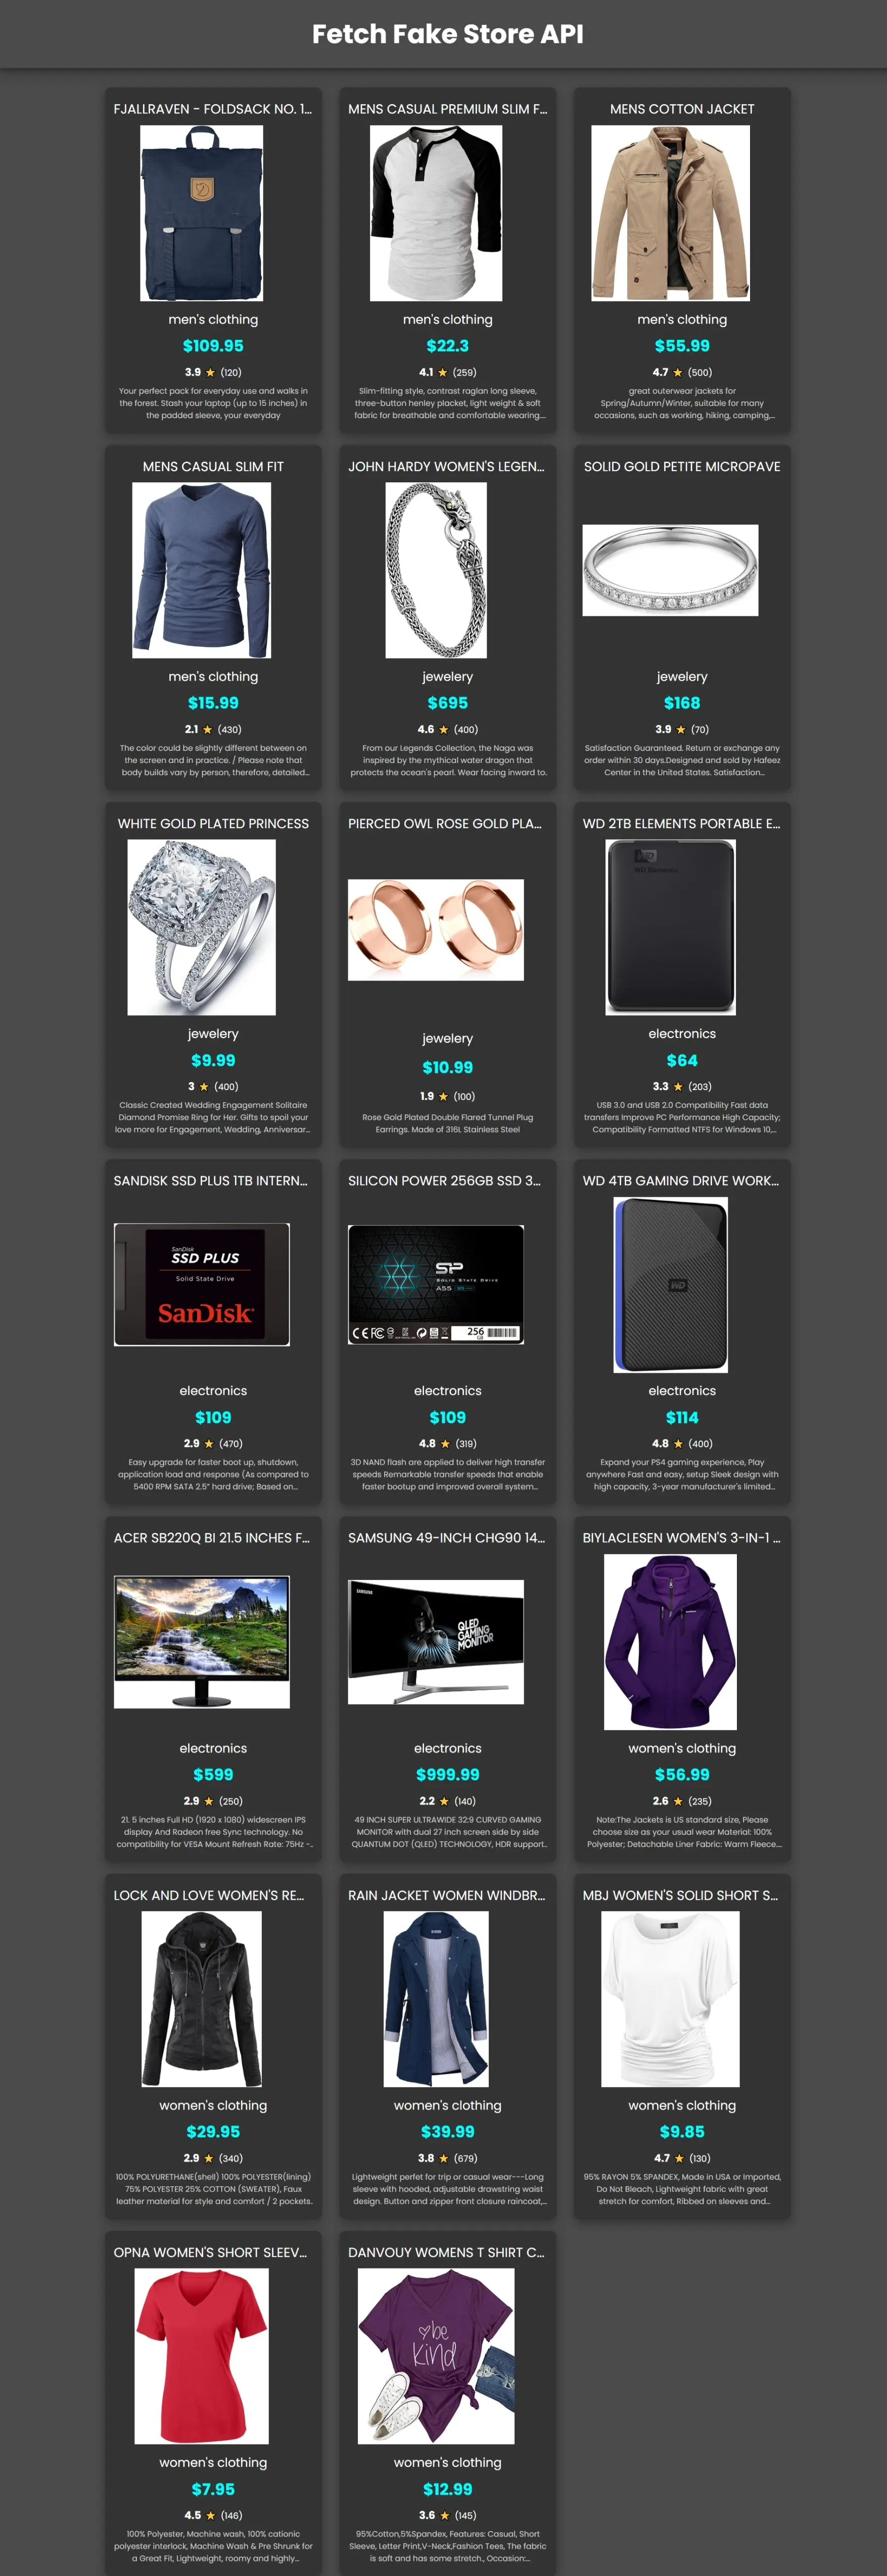 Fetch Fake Store API
FJALLRAVEN - FOLDSACK NO. 1...
men's clothing
$109.95
3.9 ★ (120)
Your perfect pack for everyday use and walks in
the forest. Stash your laptop (up to 15 inches) in
the padded sleeve, your everyday
MENS CASUAL PREMIUM SLIM F...
men's clothing
$22.3
4.1 ★ (259)
Slim-fitting style, contrast raglan long sleeve,
three-button henley placket, light weight & soft
fabric for breathable and comfortable wearing....
MENS COTTON JACKET
men's clothing
$55.99
4.7 ★ (500)
great outerwear jackets for
Spring/Autumn/Winter, suitable for many
occasions, such as working, hiking, camping,...
MENS CASUAL SLIM FIT
men's clothing
$15.99
2.1 ★ (430)
The color could be slightly different between on
the screen and in practice. / Please note that
body builds vary by person, therefore, detailed...
JOHN HARDY WOMEN'S LEGEN...
jewelery
$695
4.6 ★ (400)
From our Legends Collection, the Naga was
inspired by the mythical water dragon that
protects the ocean's pearl. Wear facing inward to.
SOLID GOLD PETITE MICROPAVE
jewelery
$168
3.9 ★ (70)
Satisfaction Guaranteed. Return or exchange any
order within 30 days.Designed and sold by Hafeez
Center in the United States. Satisfaction...
WHITE GOLD PLATED PRINCESS
jewelery
$9.99
3 ★ (400)
Classic Created Wedding Engagement Solitaire
Diamond Promise Ring for Her. Gifts to spoil your
love more for Engagement, Wedding, Anniversar...
PIERCED OWL ROSE GOLD PLA...
jewelery
$10.99
1.9 ★ (100)
Rose Gold Plated Double Flared Tunnel Plug
Earrings. Made of 316L Stainless Steel
WD 2TB ELEMENTS PORTABLE E...
WD
WD Elements
electronics
$64
3.3 ★ (203)
USB 3.0 and USB 2.0 Compatibility Fast data
transfers Improve PC Performance High Capacity;
Compatibility Formatted NTFS for Windows 10,...
SANDISK SSD PLUS 1TB INTERN...
SanDisk
SSD PLUS
Solid State Drive
SanDisk
electronics
$109
2.9 ★ (470)
Easy upgrade for faster boot up, shutdown,
application load and response (As compared to
5400 RPM SATA 2.5” hard drive; Based on...
SILICON POWER 256GB SSD 3...
SP
SOLID STATE DRIVE
A55
256
GB
electronics
$109
4.8 ★ (319)
3D NAND flash are applied to deliver high transfer
speeds Remarkable transfer speeds that enable
faster bootup and improved overall system...
WD 4TB GAMING DRIVE WORK...
WD
electronics
$114
4.8 ★ (400)
Expand your PS4 gaming experience, Play
anywhere Fast and easy, setup Sleek design with
high capacity, 3-year manufacturer's limited...
ACER SB220Q BI 21.5 INCHES F...
electronics
$599
2.9 ★ (250)
21. 5 inches Full HD (1920 x 1080) widescreen IPS
display And Radeon free Sync technology. No
compatibility for VESA Mount Refresh Rate: 75Hz -..
SAMSUNG 49-INCH CHG90 14...
SAMSUNG
QLED
GAMING
MONITOR
electronics
$999.99
2.2 ★ (140)
49 INCH SUPER ULTRAWIDE 32:9 CURVED GAMING
MONITOR with dual 27 inch screen side by side
QUANTUM DOT (QLED) TECHNOLOGY, HDR support..
BIYLACLESEN WOMEN'S 3-IN-1 ...
women's clothing
$56.99
2.6 ★ (235)
Note:The Jackets is US standard size, Please
choose size as your usual wear Material: 100%
Polyester; Detachable Liner Fabric: Warm Fleece....
LOCK AND LOVE WOMEN'S RE...
women's clothing
$29.95
2.9 ★ (340)
100% POLYURETHANE(shell) 100% POLYESTER(lining)
75% POLYESTER 25% COTTON (SWEATER), Faux
leather material for style and comfort / 2 pockets.
RAIN JACKET WOMEN WINDBR...
women's clothing
$39.99
3.8 ★ (679)
Lightweight perfet for trip or casual wear---Long
sleeve with hooded, adjustable drawstring waist
design. Button and zipper front closure raincoat,...
MBJ WOMEN'S SOLID SHORT S...
women's clothing
$9.85
4.7 ★ (130)
95% RAYON 5% SPANDEX, Made in USA or Imported,
Do Not Bleach, Lightweight fabric with great
stretch for comfort, Ribbed on sleeves and...
OPNA WOMEN'S SHORT SLEEV...
women's clothing
$7.95
4.5 ★ (146)
100% Polyester, Machine wash, 100% cationic
polyester interlock, Machine Wash & Pre Shrunk for
a Great Fit, Lightweight, roomy and highly...
DANVOUY WOMENS T SHIRT C...
be
kind
women's clothing
$12.99
3.6 ★ (145)
95%Cotton,5%Spandex, Features: Casual, Short
Sleeve, Letter Print,V-Neck,Fashion Tees, The fabric
is soft and has some stretch., Occasion:...